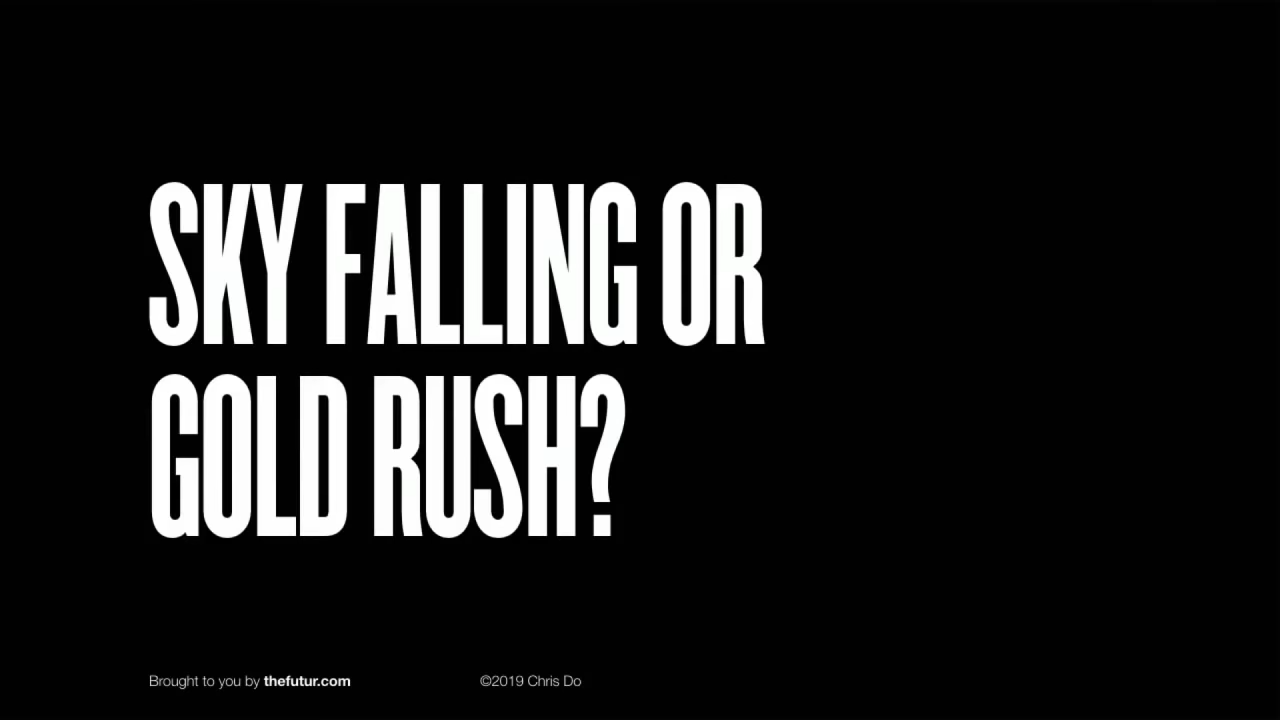 SKY FALLING OR
GOLD RUSH?
Brought to you by thefutur.com ©2019 Chris Do